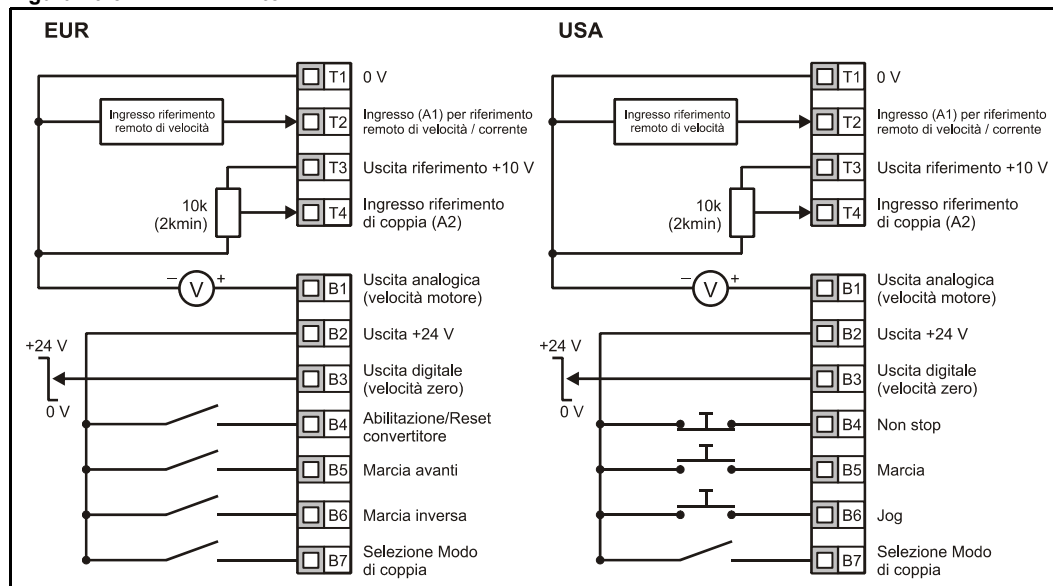 EUR
T1 0 V
Ingresso riferimento
remoto di velocità
T2 Ingresso (A1) per riferimento
remoto di velocità / corrente
T3 Uscita riferimento +10 V
10k
(2kmin)
T4 Ingresso riferimento
di coppia (A2)
− V +
B1 Uscita analogica
(velocità motore)
B2 Uscita +24 V
+24 V
0 V
B3 Uscita digitale
(velocità zero)
B4 Abilitazione/Reset
convertitore
B5 Marcia avanti
B6 Marcia inversa
B7 Selezione Modo
di coppia
USA
T1 0 V
Ingresso riferimento
remoto di velocità
T2 Ingresso (A1) per riferimento
remoto di velocità / corrente
T3 Uscita riferimento +10 V
10k
(2kmin)
T4 Ingresso riferimento
di coppia (A2)
− V +
B1 Uscita analogica
(velocità motore)
B2 Uscita +24 V
+24 V
0 V
B3 Uscita digitale
(velocità zero)
B4 Non stop
B5 Marcia
B6 Jog
B7 Selezione Modo
di coppia